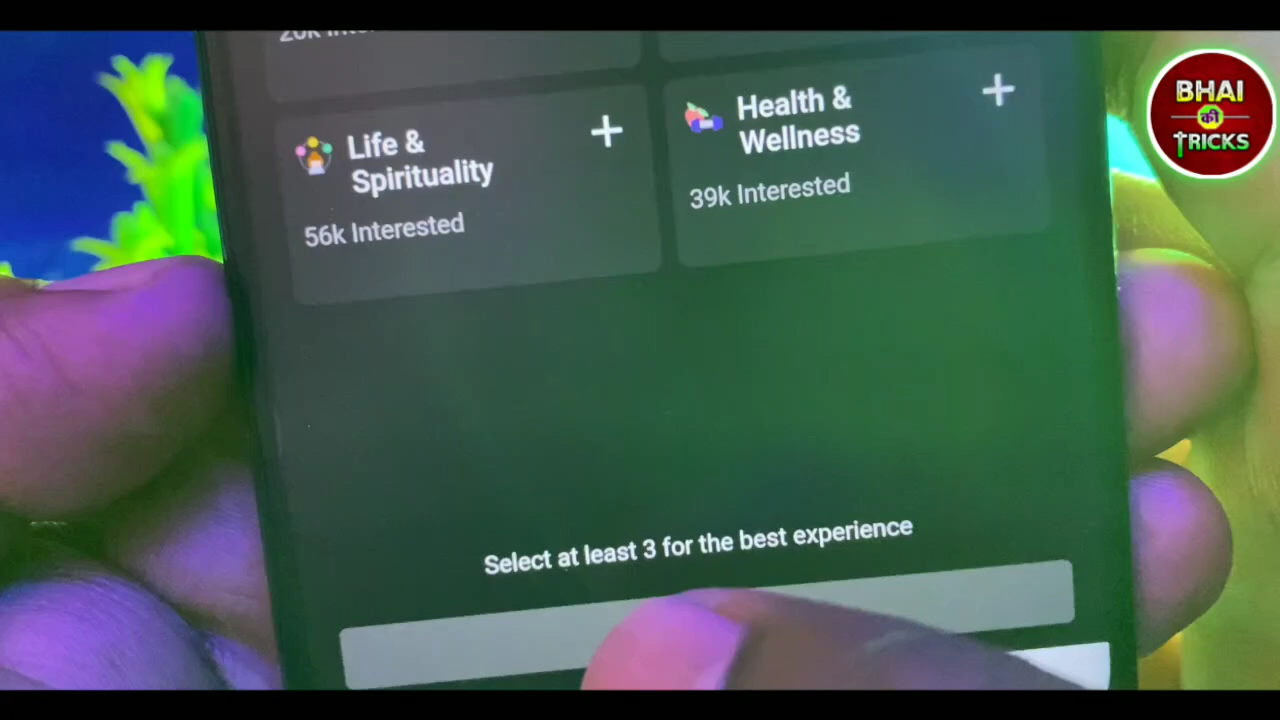 BHAI
की
TRICKS
Life &
Spirituality
56k Interested
Health &
Wellness
39k Interested
Select at least 3 for the best experience